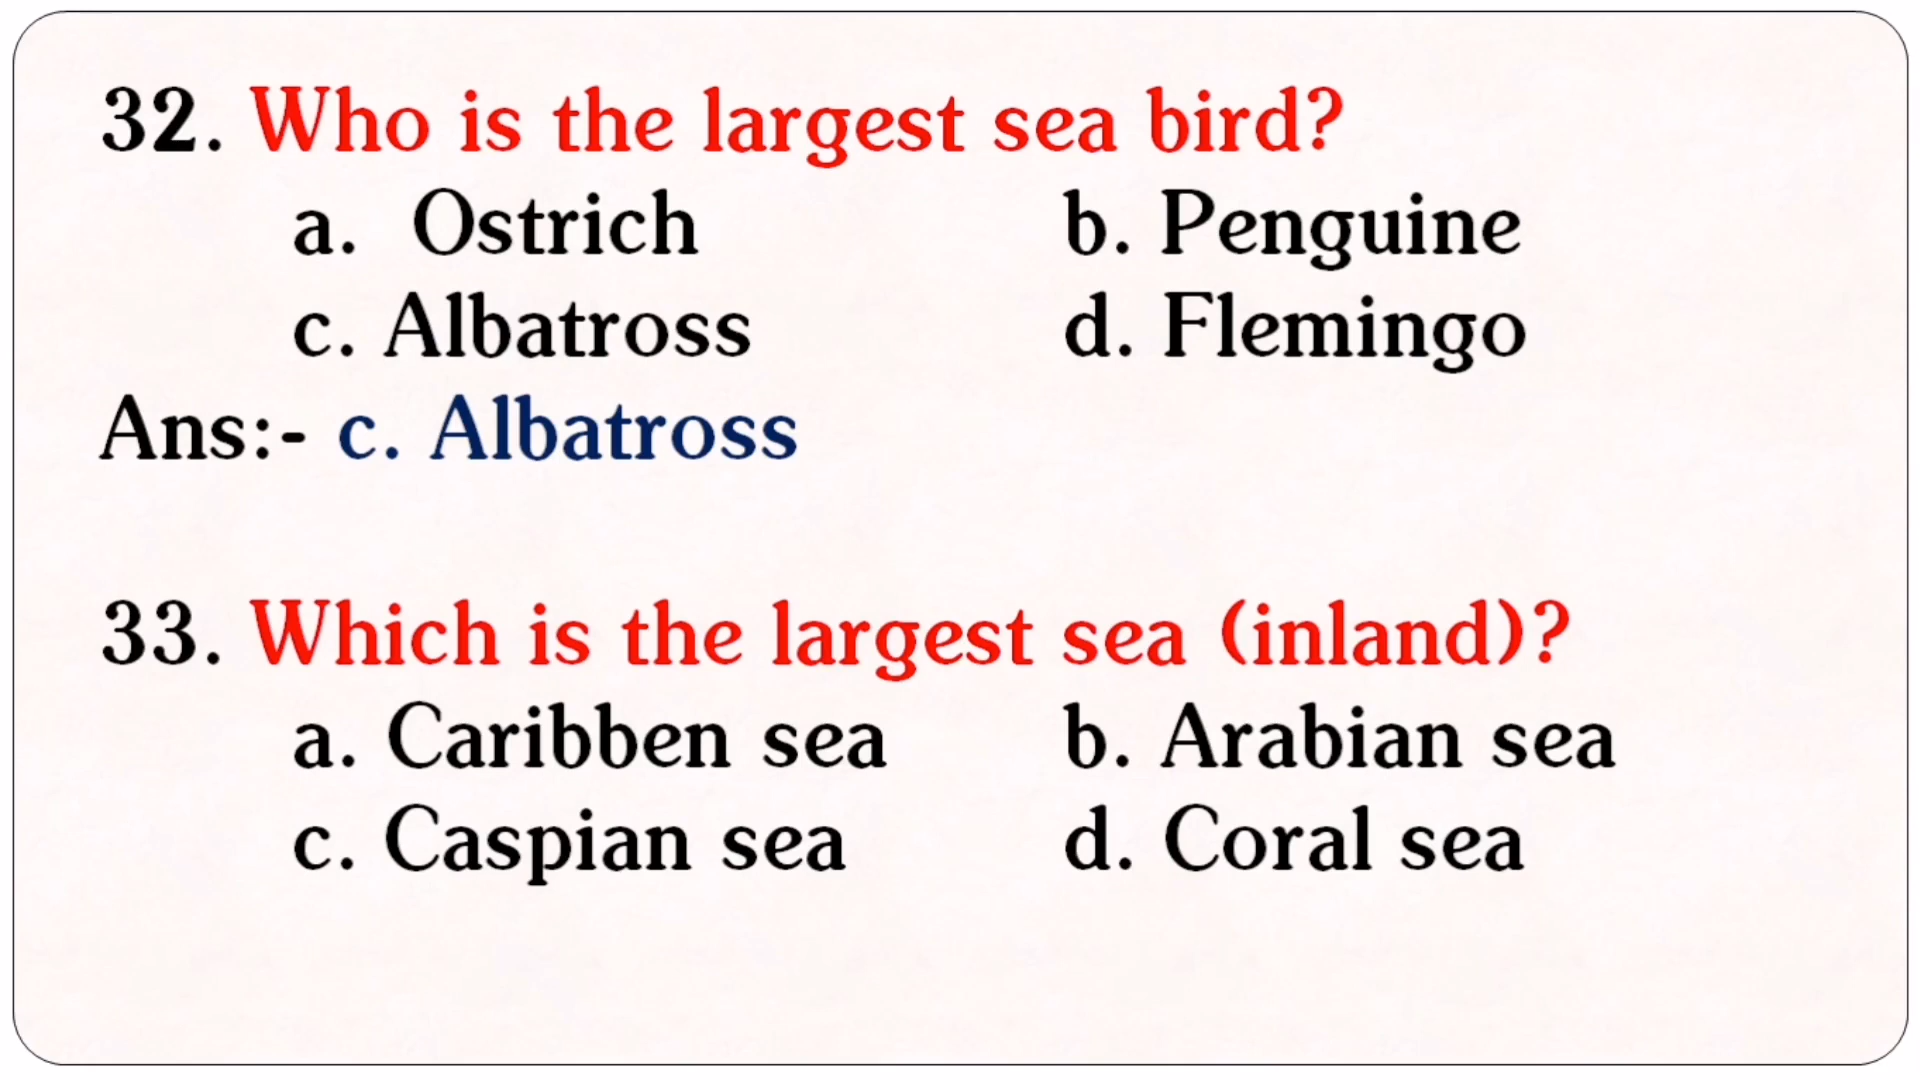 32. Who is the largest sea bird?
a. Ostrich b. Penguine
c. Albatross d. Flemingo
Ans:- c. Albatross
33. Which is the largest sea (inland)?
a. Caribben sea b. Arabian sea
c. Caspian sea d. Coral sea